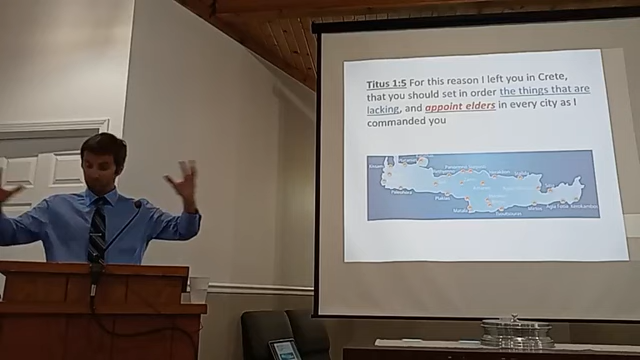 Titus 1:5 For this reason I left you in Crete,
that you should set in order the things that are
lacking, and appoint elders in every city as I
commanded you